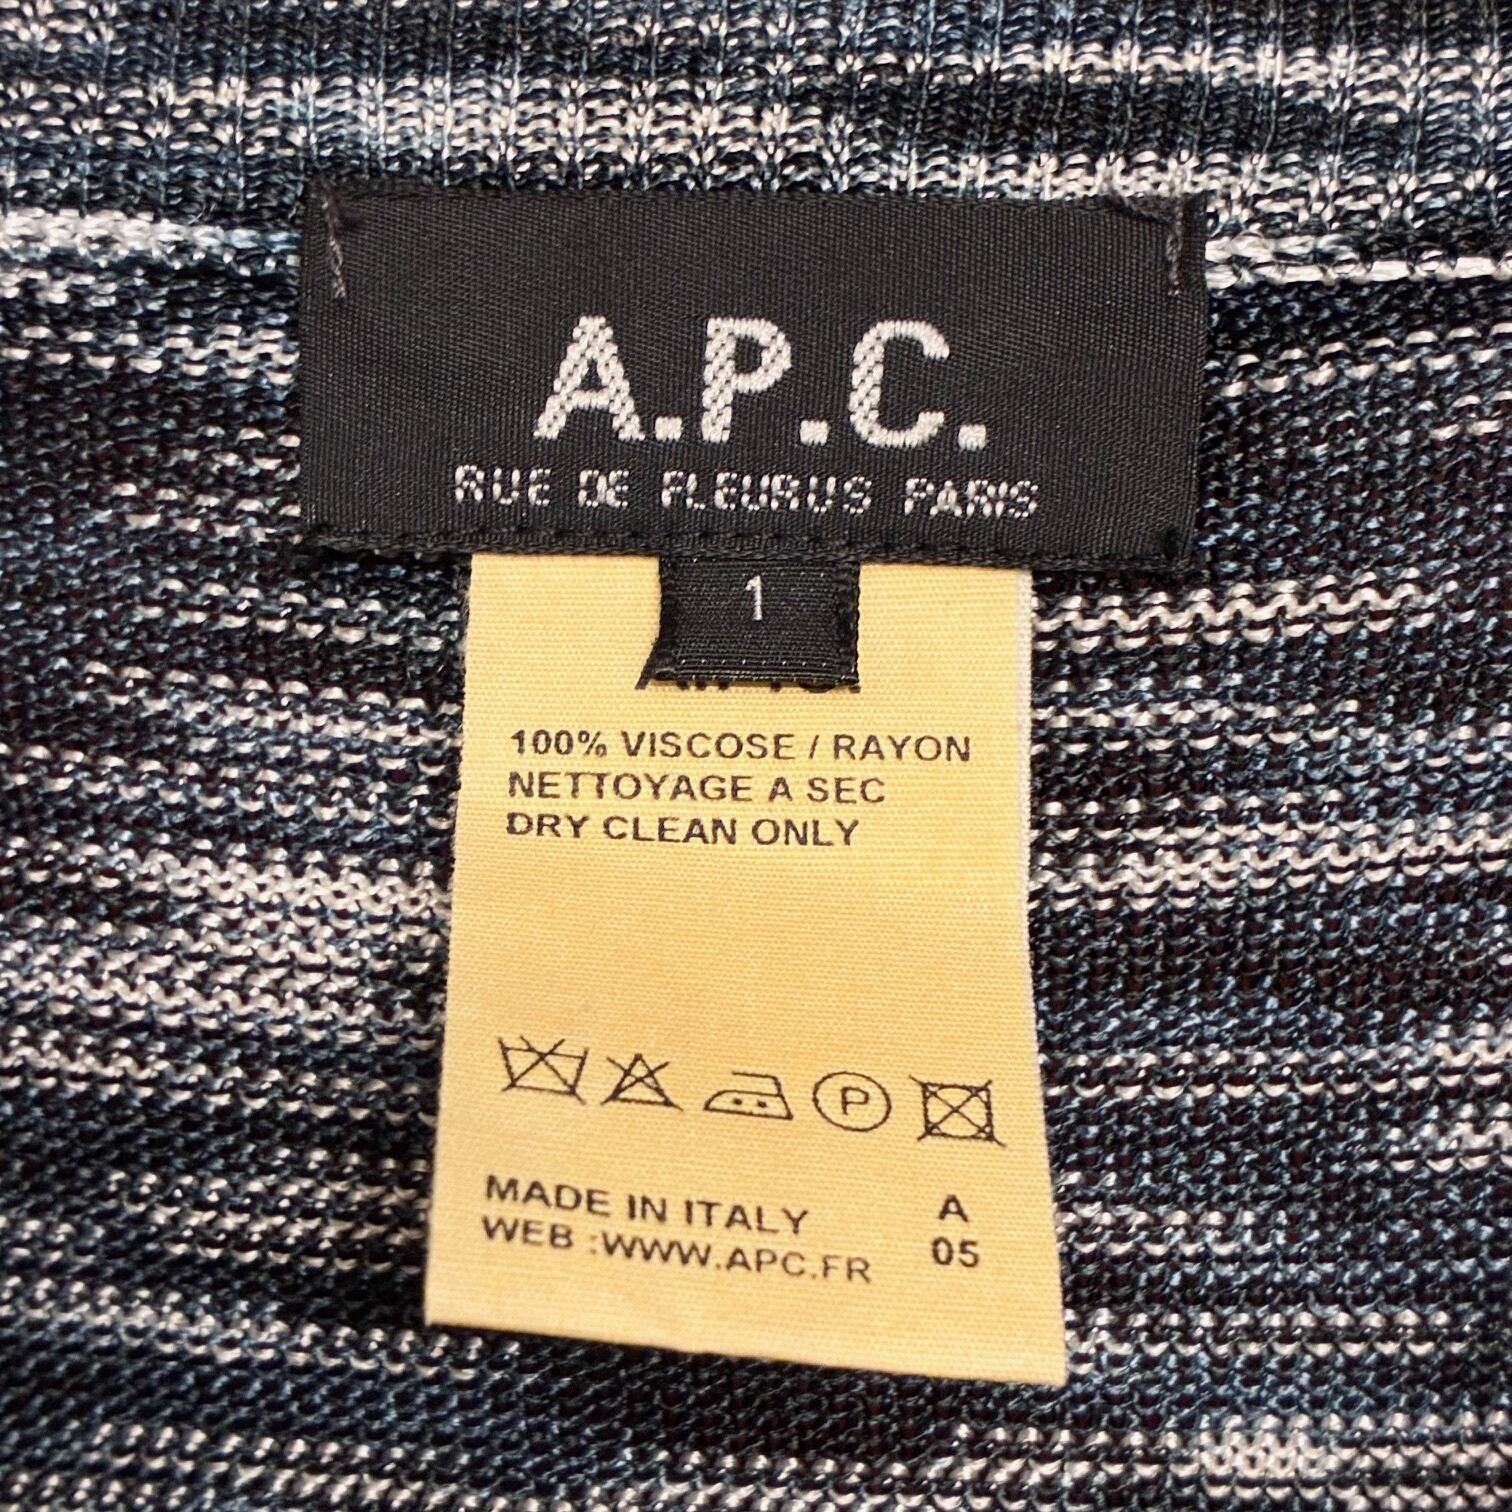 A.P.C.
RUE DE FLEURUS PARIS
1
100% VISCOSE / RAYON
NETTOYAGE A SEC
DRY CLEAN ONLY
P
MADE IN ITALY A
WEB :WWW.APC.FR 05